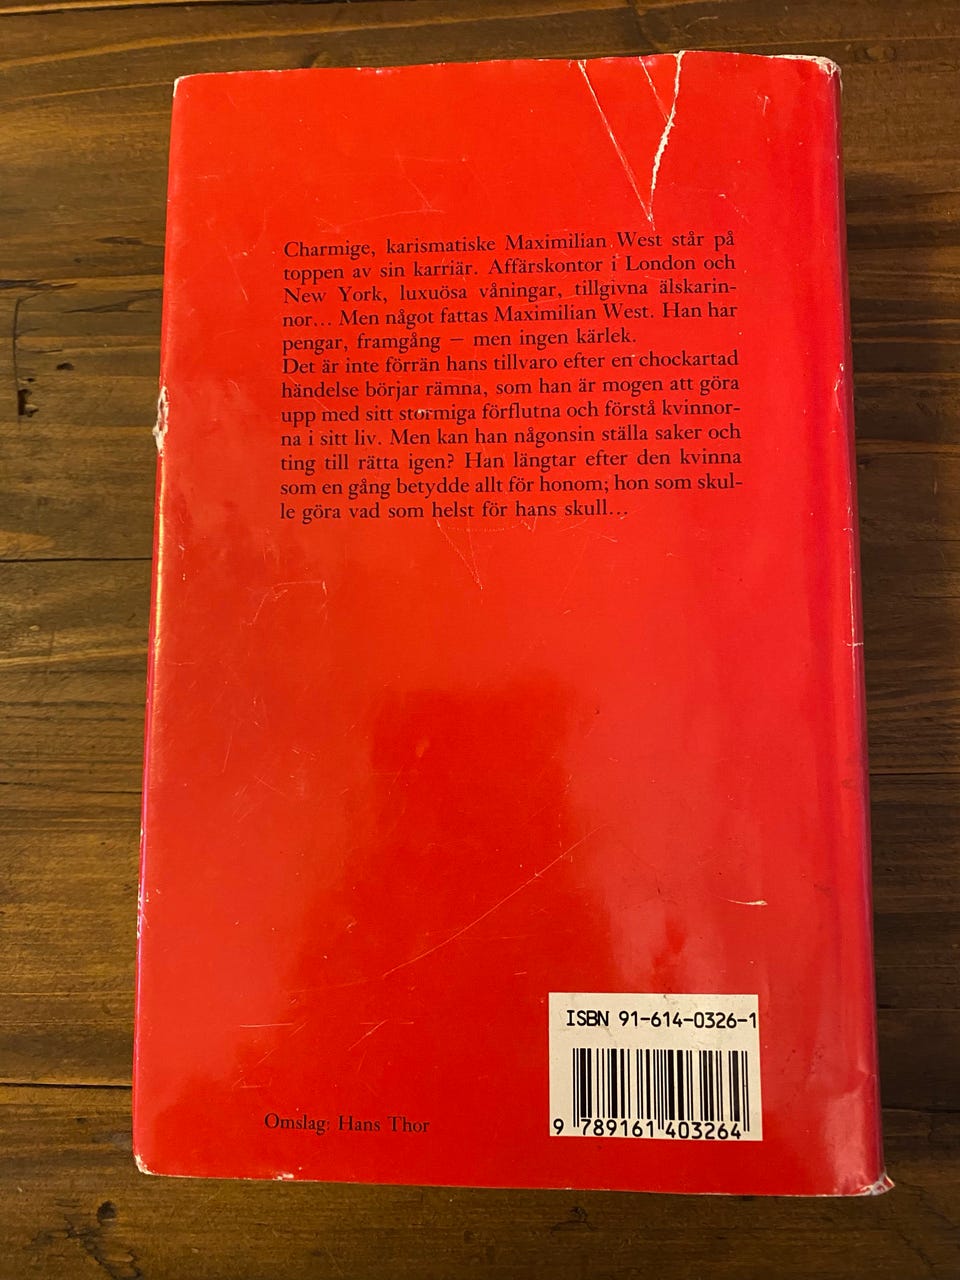 Charmige, karismatiske Maximilian West står på
toppen av sin karriär. Affärskontor i London och
New York, luxuösa våningar, tillgivna älskarin-
nor... Men något fattas Maximilian West. Han har
pengar, framgång – men ingen kärlek.
Det är inte förrän hans tillvaro efter en chockartad
händelse börjar rämna, som han är mogen att göra
upp med sitt stormiga förflutna och förstå kvinnor-
na i sitt liv. Men kan han någonsin ställa saker och
ting till rätta igen? Han längtar efter den kvinna
som en gång betydde allt för honom; hon som skul-
le göra vad som helst för hans skull...
ISBN 91-614-0326-1
9 789161 403264
Omslag: Hans Thor